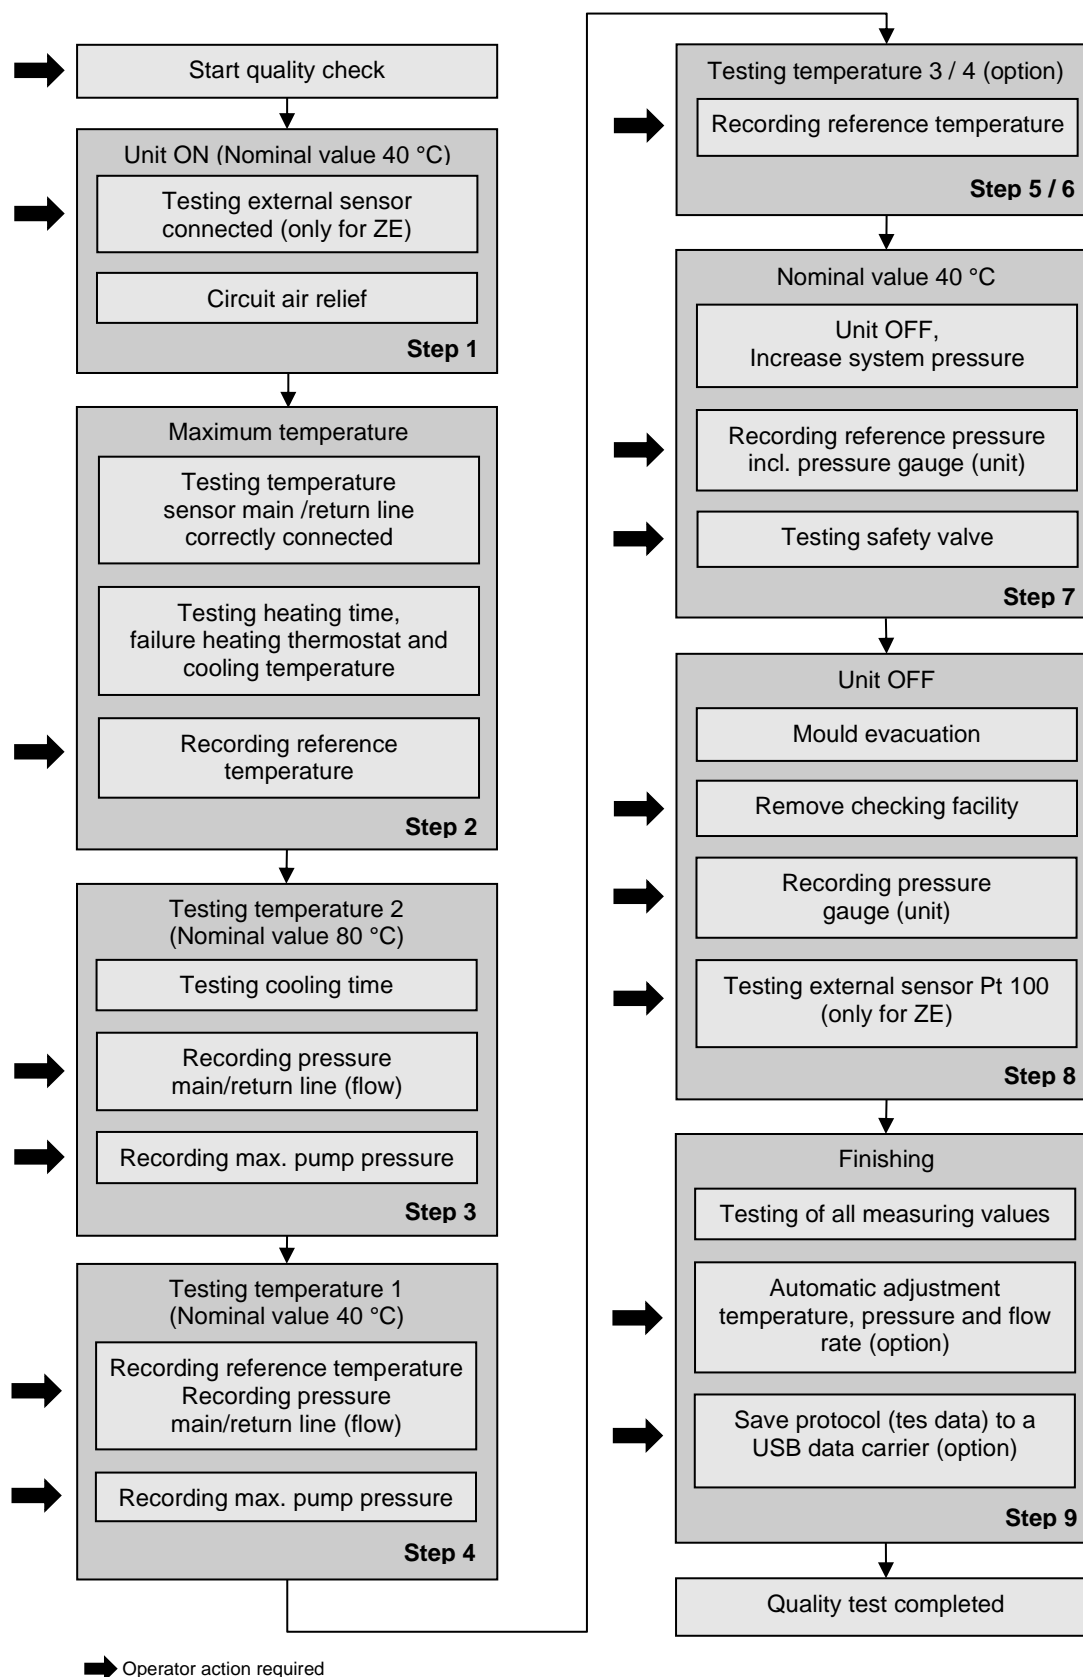 Start quality check
Unit ON (Nominal value 40 °C)
Testing external sensor
connected (only for ZE)
Circuit air relief
Step 1
Maximum temperature
Testing temperature
sensor main /return line
correctly connected
Testing heating time,
failure heating thermostat and
cooling temperature
Recording reference
temperature
Step 2
Testing temperature 2
(Nominal value 80 °C)
Testing cooling time
Recording pressure
main/return line (flow)
Recording max. pump pressure
Step 3
Testing temperature 1
(Nominal value 40 °C)
Recording reference temperature
Recording pressure
main/return line (flow)
Recording max. pump pressure
Step 4
Testing temperature 3 / 4 (option)
Recording reference temperature
Step 5 / 6
Nominal value 40 °C
Unit OFF,
Increase system pressure
Recording reference pressure
incl. pressure gauge (unit)
Testing safety valve
Step 7
Unit OFF
Mould evacuation
Remove checking facility
Recording pressure
gauge (unit)
Testing external sensor Pt 100
(only for ZE)
Step 8
Finishing
Testing of all measuring values
Automatic adjustment
temperature, pressure and flow
rate (option)
Save protocol (tes data) to a
USB data carrier (option)
Step 9
Quality test completed
Operator action required